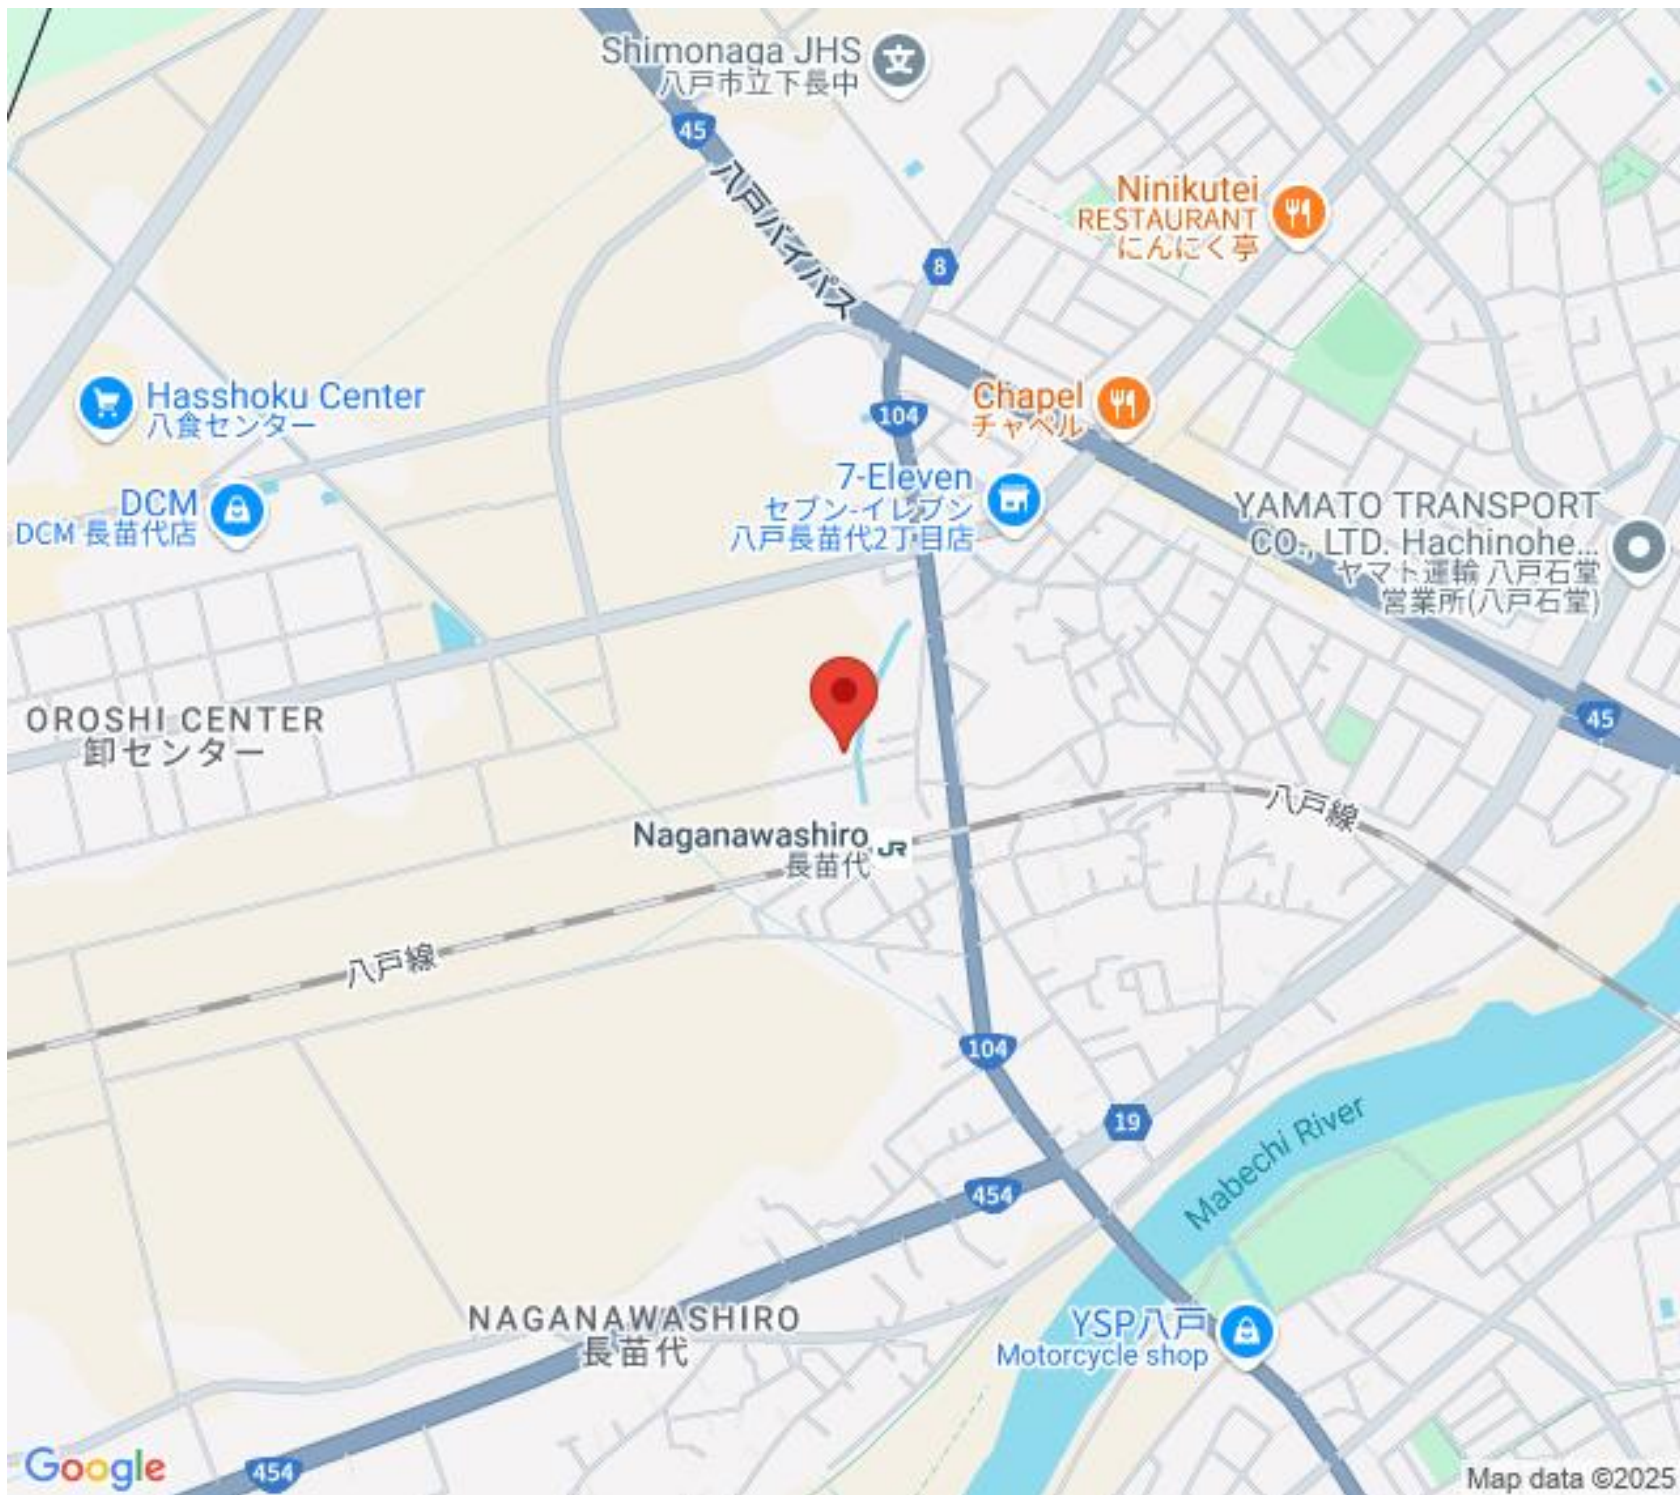 Shimonaga JHS
八戸市立下長中
45
八戸バイパス
Ninikutei
RESTAURANT
にんにく亭
8
Hasshoku Center
八食センター
104
Chapel
チャペル
7-Eleven
セブン-イレブン
八戸長苗代2丁目店
DCM
DCM 長苗代店
YAMATO TRANSPORT
CO., LTD. Hachinohe...
ヤマト運輸 八戸石堂
営業所(八戸石堂)
OROSHI CENTER
卸センター
45
八戸線
Naganawashiro
長苗代
JR
八戸線
104
19
Mabechi River
454
NAGANAWASHIRO
長苗代
YSP八戸
Motorcycle shop
Google
454
Map data ©2025